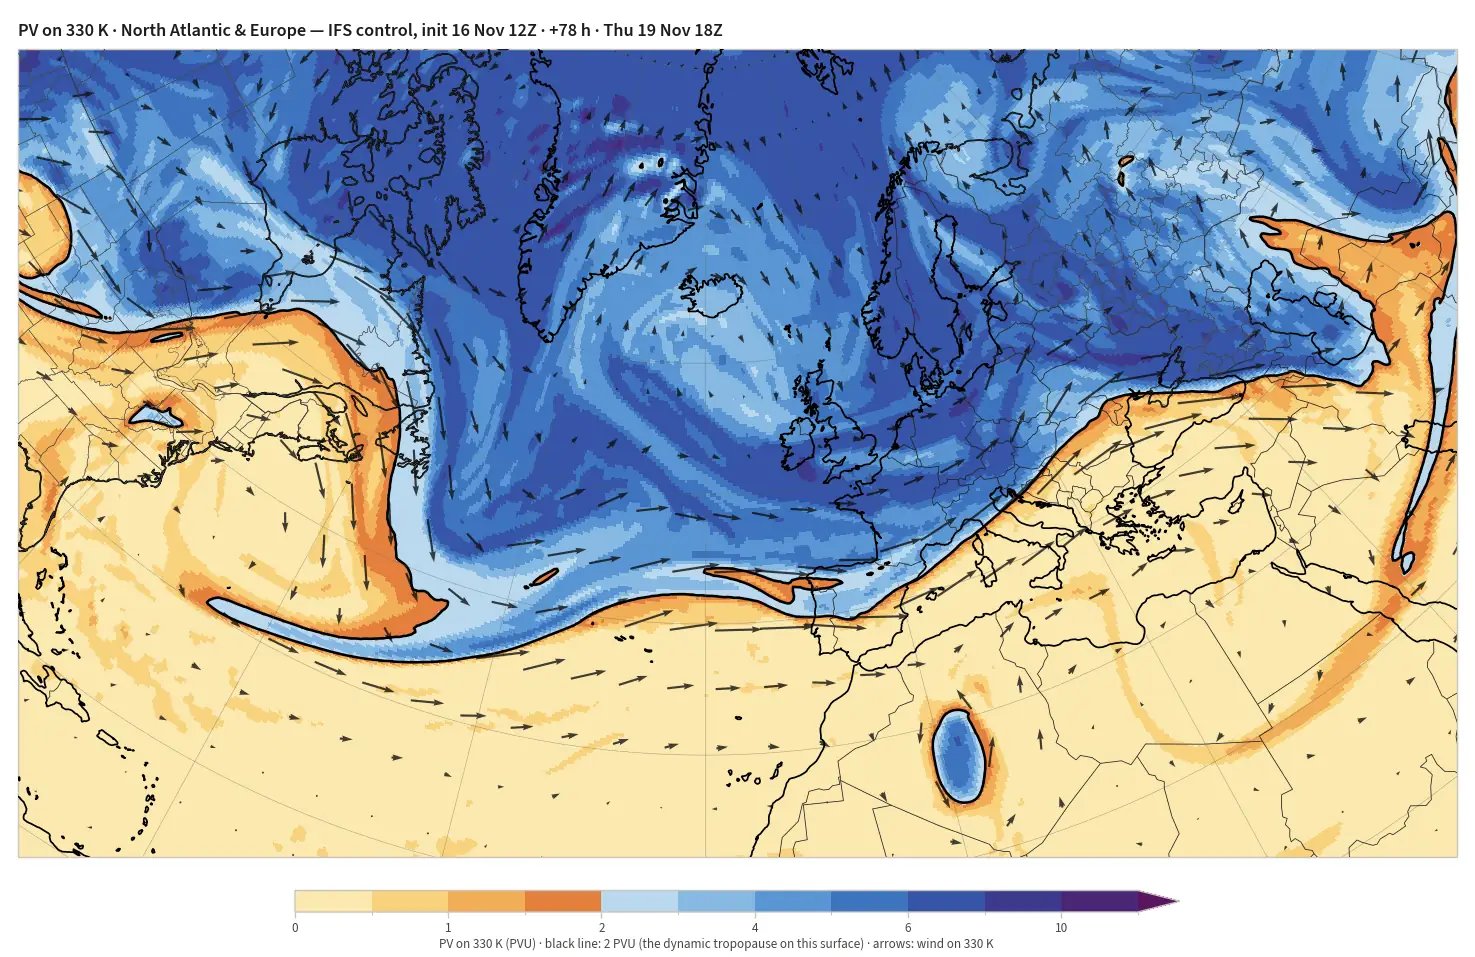 PV on 330 K · North Atlantic & Europe — IFS control, init 16 Nov 12Z · +78 h · Thu 19 Nov 18Z
0 1 2 4 6 10
PV on 330 K (PVU) · black line: 2 PVU (the dynamic tropopause on this surface) · arrows: wind on 330 K